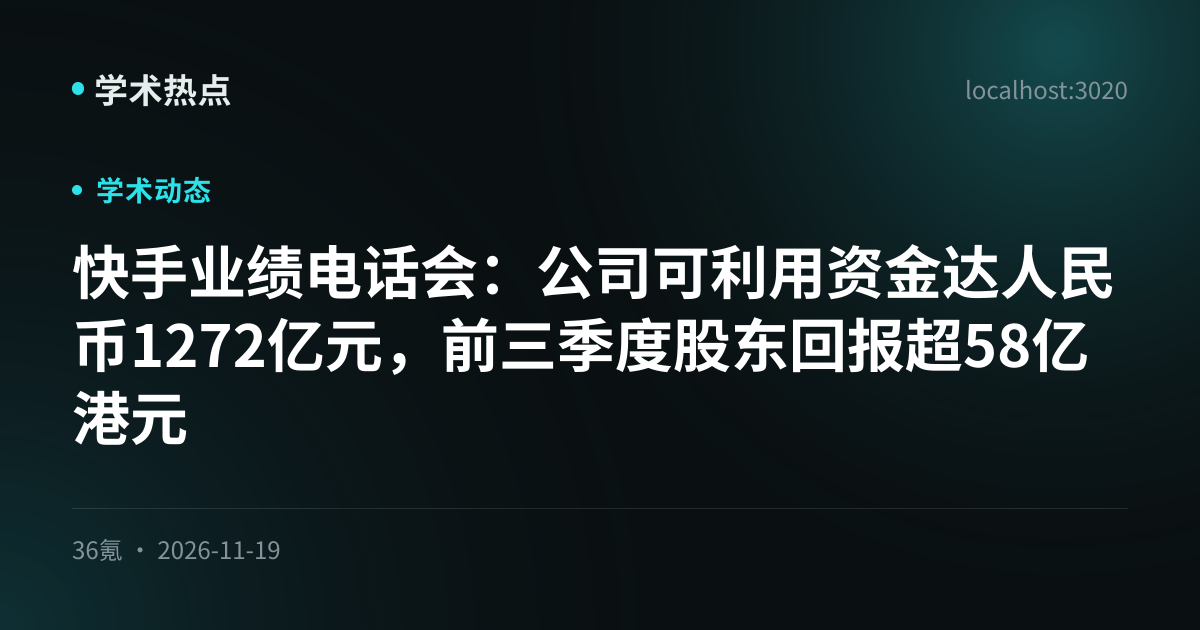 学术热点
localhost:3020
学术动态
快手业绩电话会：公司可利用资金达人民
币1272亿元，前三季度股东回报超58亿
港元
36氪 · 2026-11-19